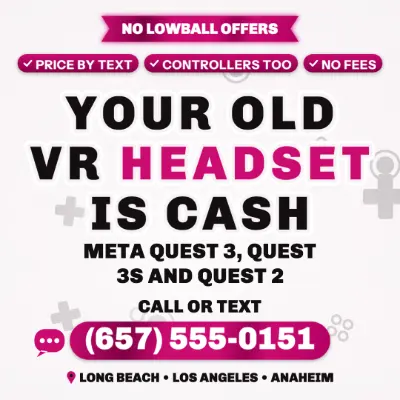 NO LOWBALL OFFERS
✓ PRICE BY TEXT ✓ CONTROLLERS TOO ✓ NO FEES
YOUR OLD
VR HEADSET
IS CASH
META QUEST 3, QUEST
3S AND QUEST 2
CALL OR TEXT
(657) 555-0151
LONG BEACH • LOS ANGELES • ANAHEIM